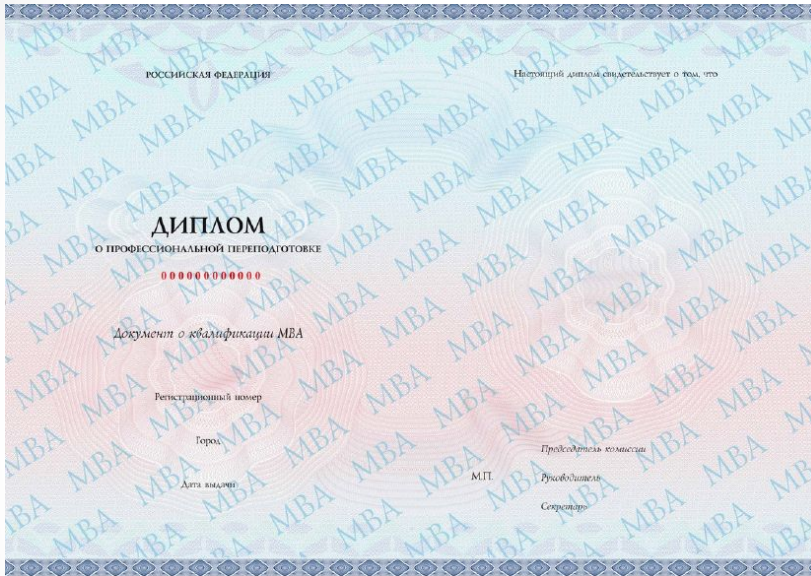 РОССИЙСКАЯ ФЕДЕРАЦИЯ
ДИПЛОМ
О ПРОФЕССИОНАЛЬНОЙ ПЕРЕПОДГОТОВКЕ
000000000000
Документ о квалификации MBA
Регистрационный номер
Город
Дата выдачи
Настоящий диплом свидетельствует о том, что
Председатель комиссии
М.П.
Руководитель
Секретарь
MBA